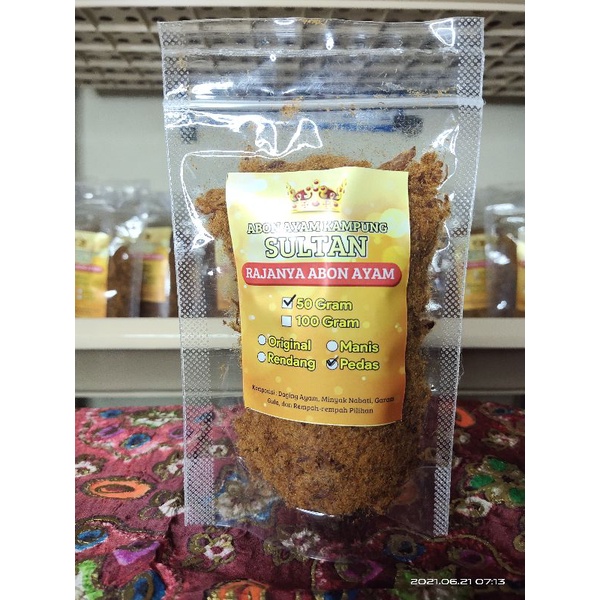 ABON AYAM KAMPUNG
SULTAN
RAJANYA ABON AYAM
50 Gram
100 Gram
Original Manis
Rendang Pedas
Komposisi: Daging Ayam, Minyak Nabati, Garam
Gula, dan Rempah-rempah Pilihan
2021.06.21 07:13